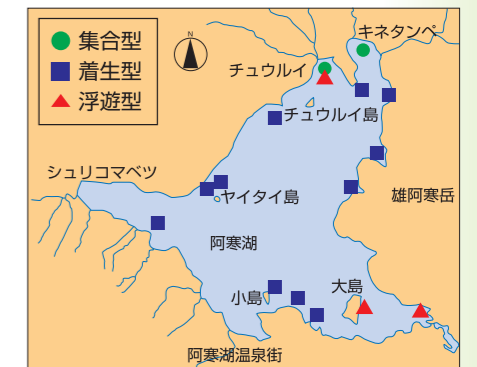 集合型
着生型
浮遊型
N
キネタンペ
チュウルイ
チュウルイ島
シュリコマベツ
ヤイタイ島
雄阿寒岳
阿寒湖
大島
小島
阿寒湖温泉街